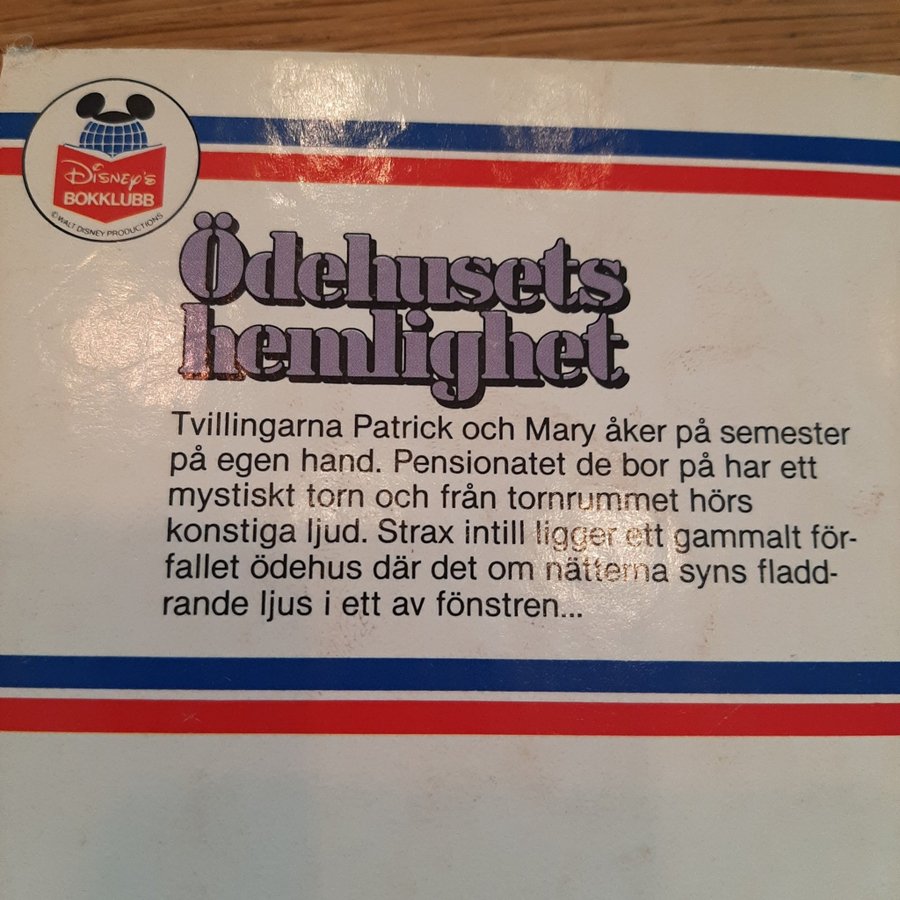 Disney's
BOKKLUBB
© WALT DISNEY PRODUCTIONS
Ödehusets
hemlighet
Tvillingarna Patrick och Mary åker på semester
på egen hand. Pensionatet de bor på har ett
mystiskt torn och från tornrummet hörs
konstiga ljud. Strax intill ligger ett gammalt för-
fallet ödehus där det om nätterna syns fladd-
rande ljus i ett av fönstren...